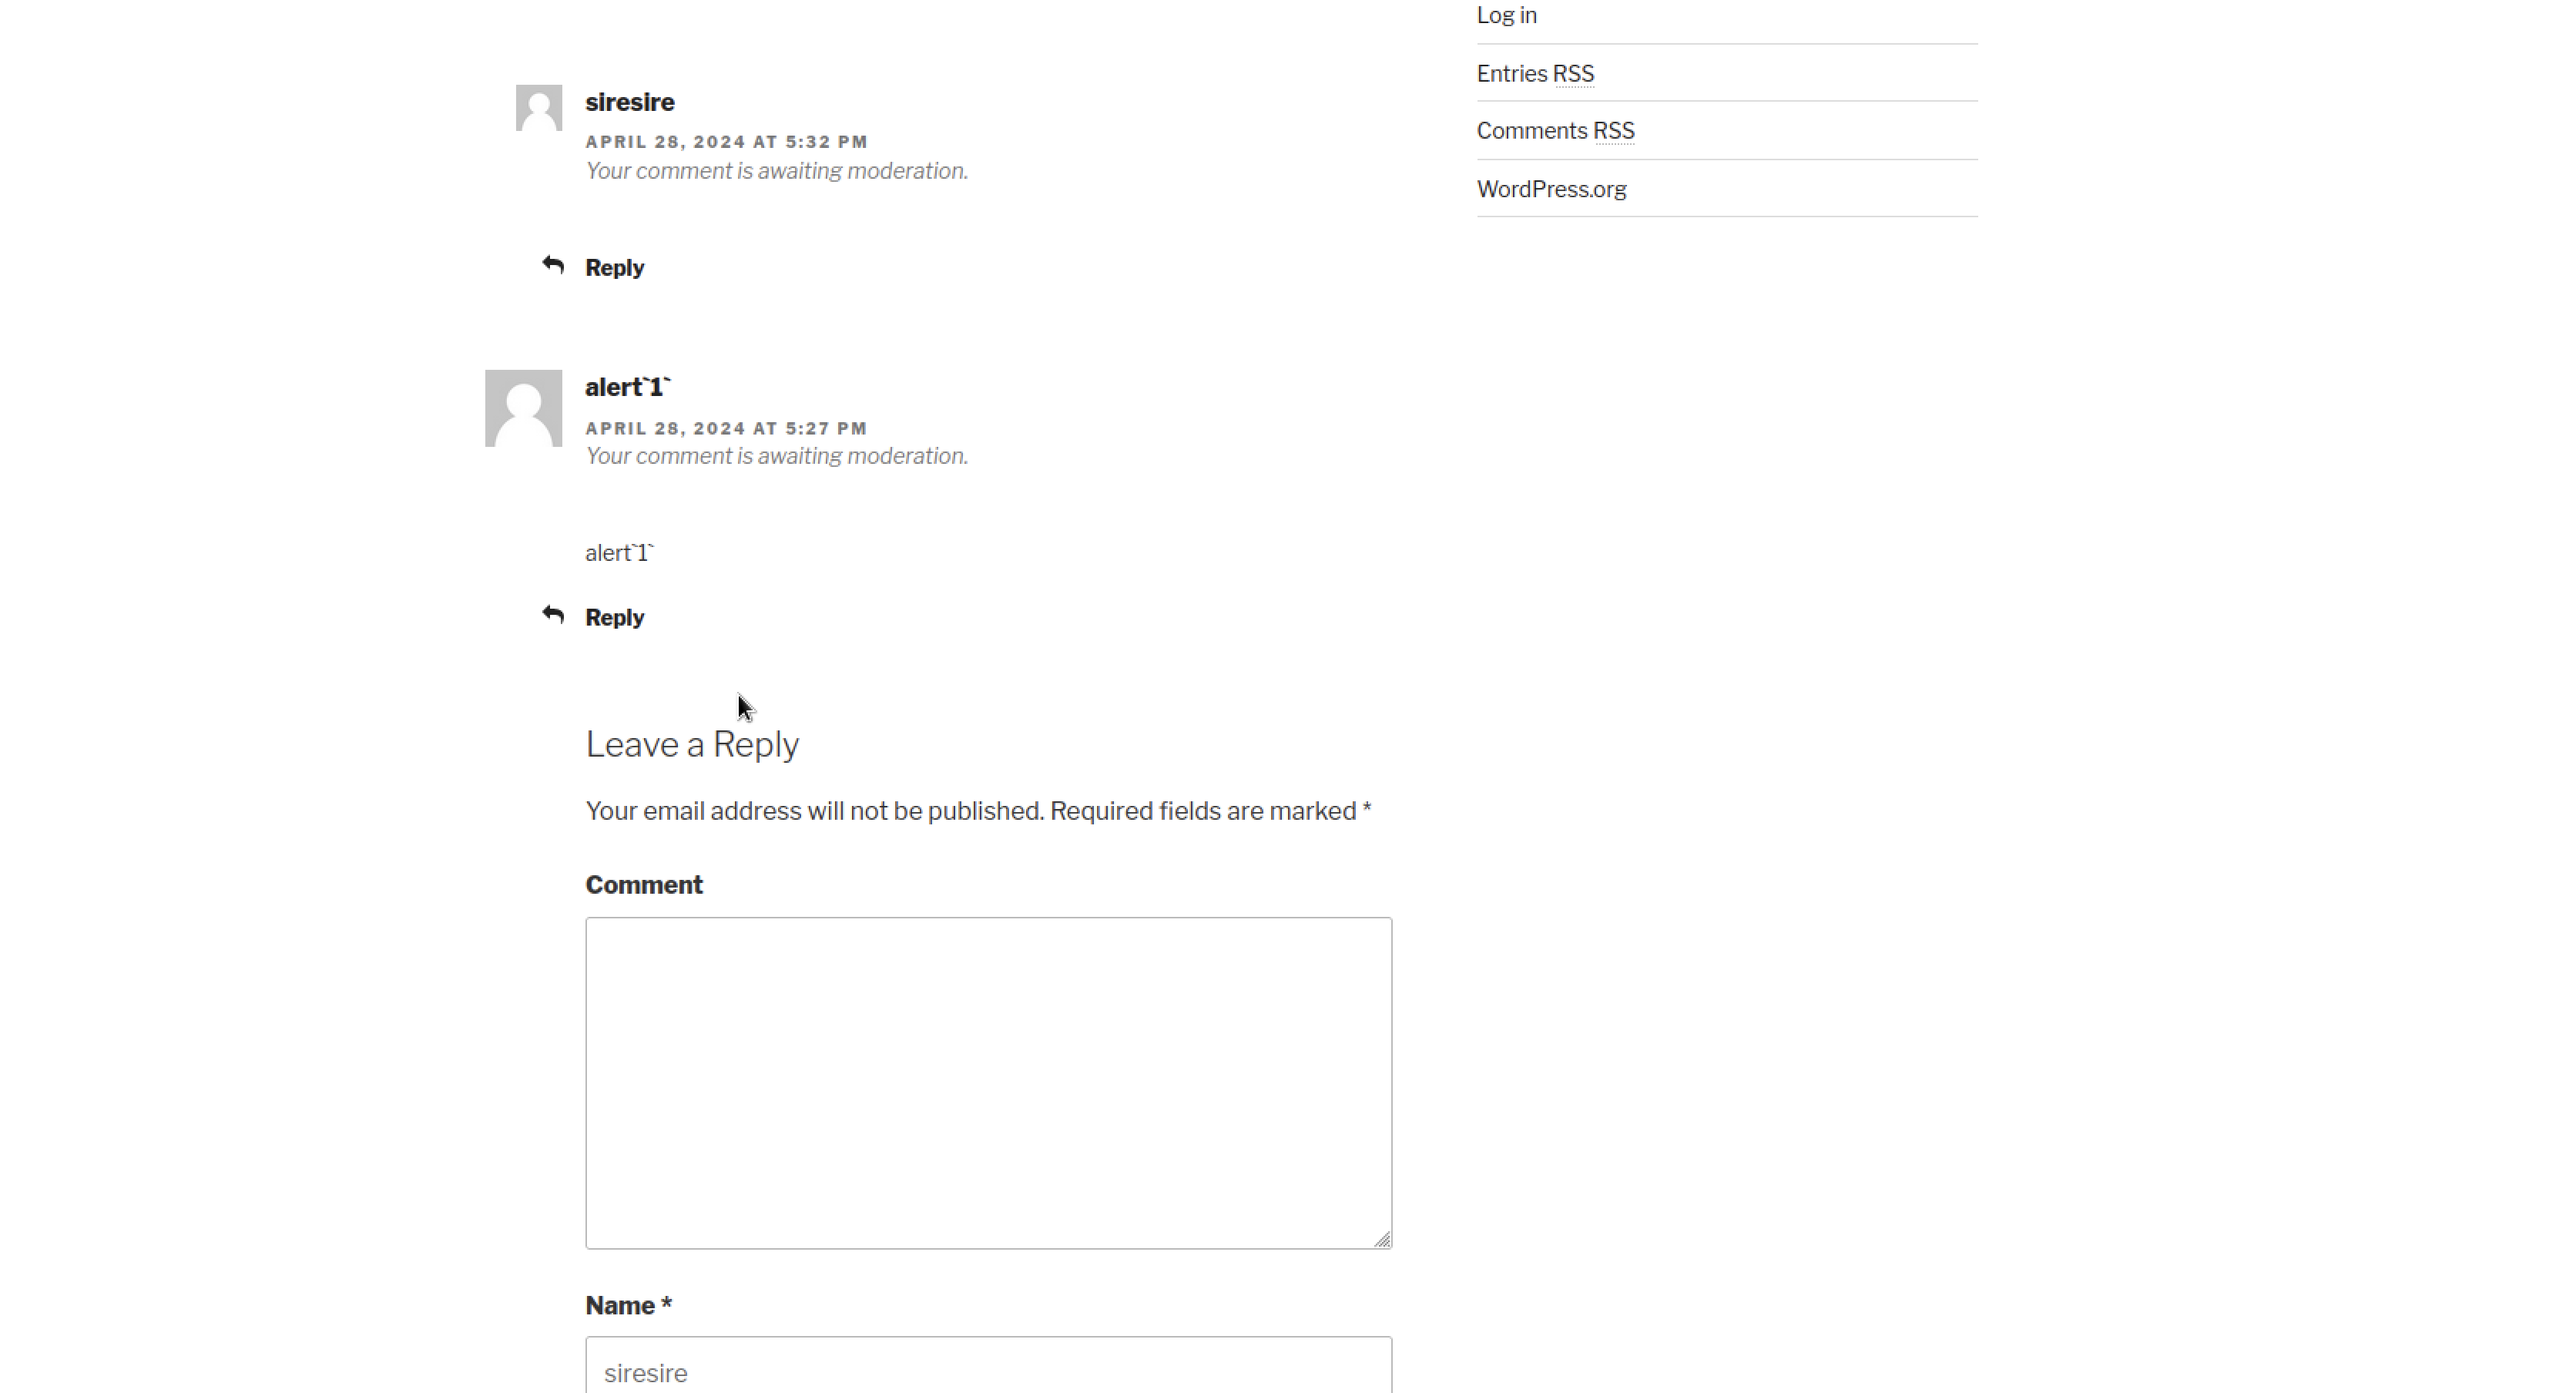 siresire
APRIL 28, 2024 AT 5:32 PM
Your comment is awaiting moderation.
Reply
alert`1`
APRIL 28, 2024 AT 5:27 PM
Your comment is awaiting moderation.
alert`1`
Reply
Leave a Reply
Your email address will not be published. Required fields are marked *
Comment
Name *
siresire
Log in
Entries RSS
Comments RSS
WordPress.org